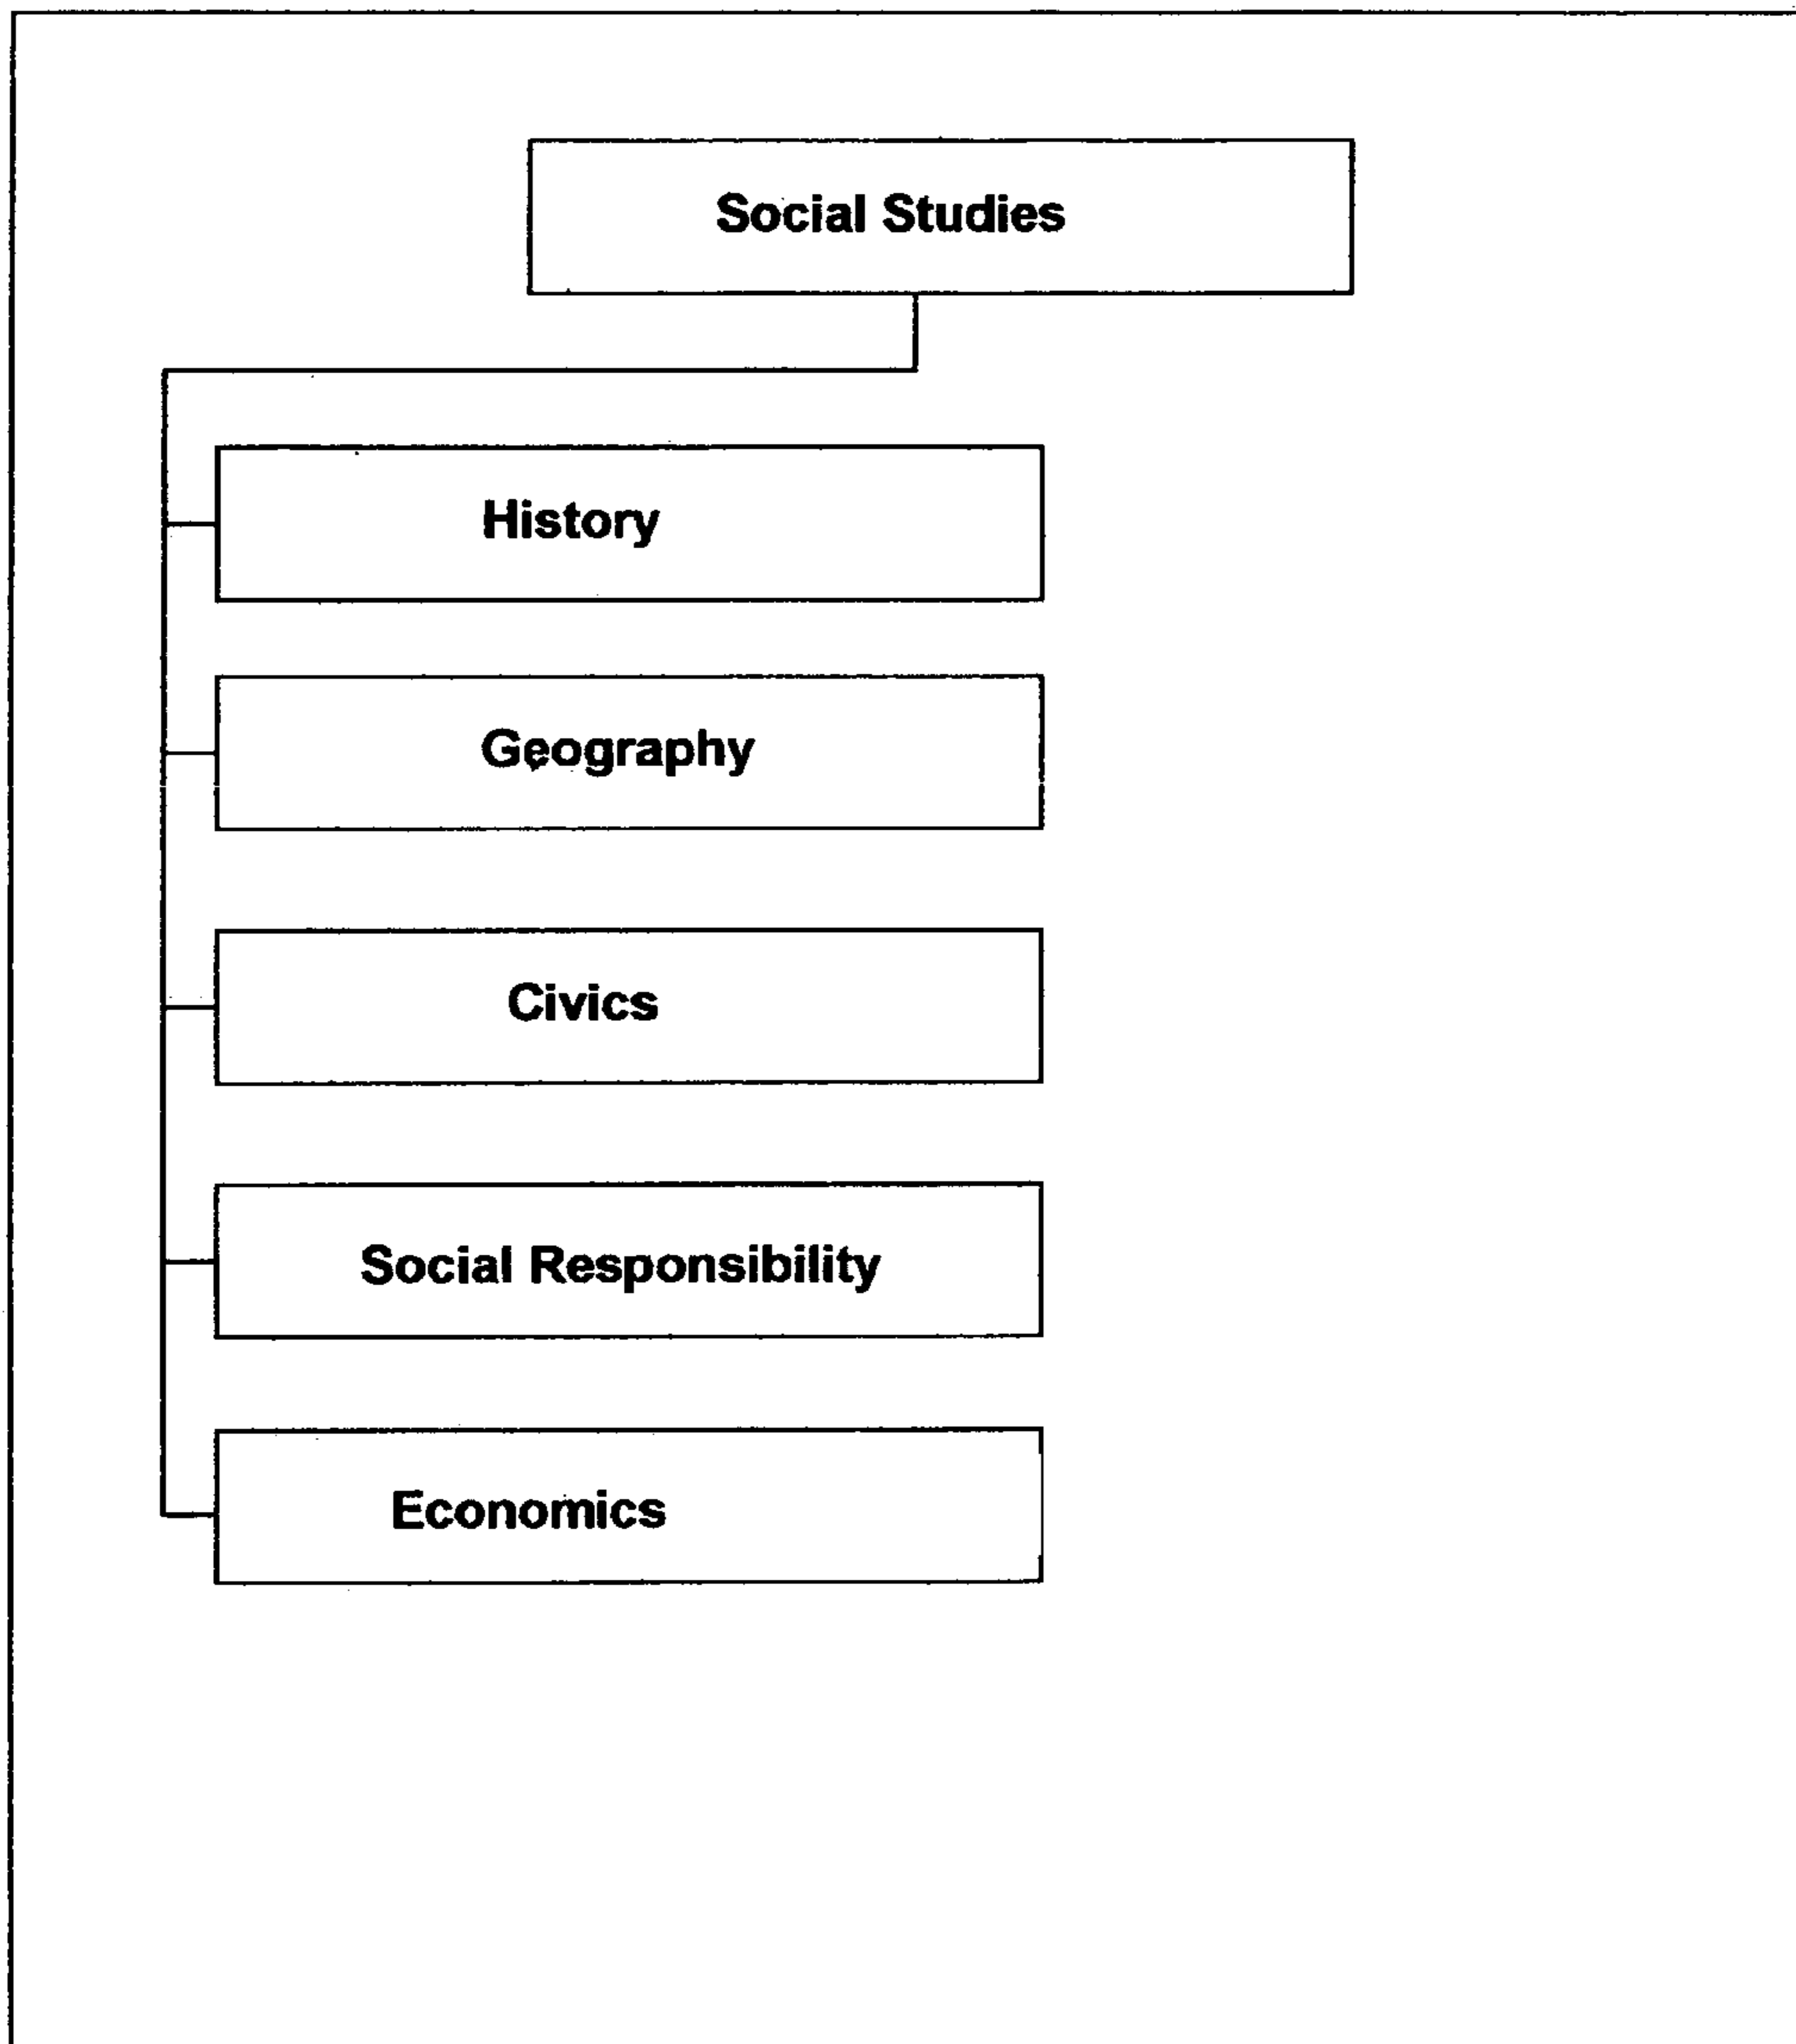 Social Studies
History
Geography
Civics
Social Responsibility
Economics